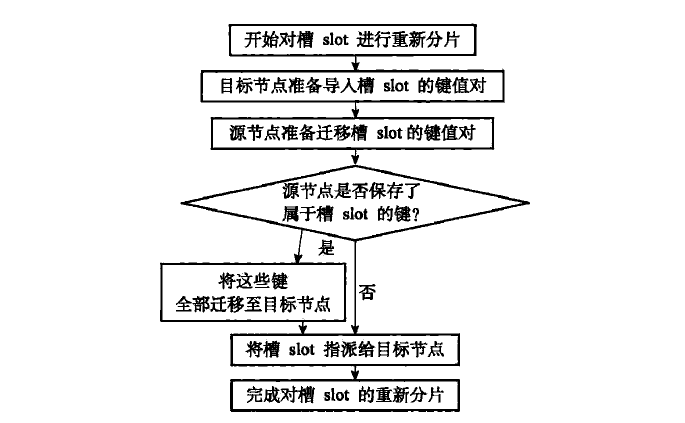 开始对槽 slot 进行重新分片
目标节点准备导入槽 slot 的键值对
源节点准备迁移槽 slot的键值对
源节点是否保存了
属于槽 slot 的键?
是
将这些键
全部迁移至目标节点
否
将槽 slot 指派给目标节点
完成对槽 slot 的重新分片